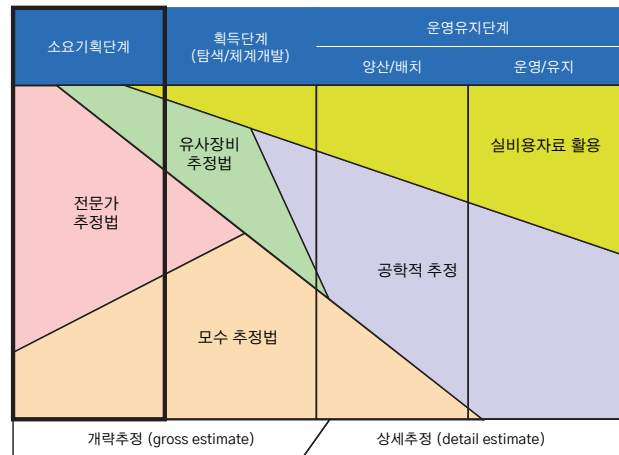 소요기획단계
획득단계
(탐색/체계개발)
운영유지단계
양산/배치
운영/유지
유사장비
추정법
실비용자료 활용
전문가
추정법
공학적 추정
모수 추정법
개략추정 (gross estimate)
상세추정 (detail estimate)